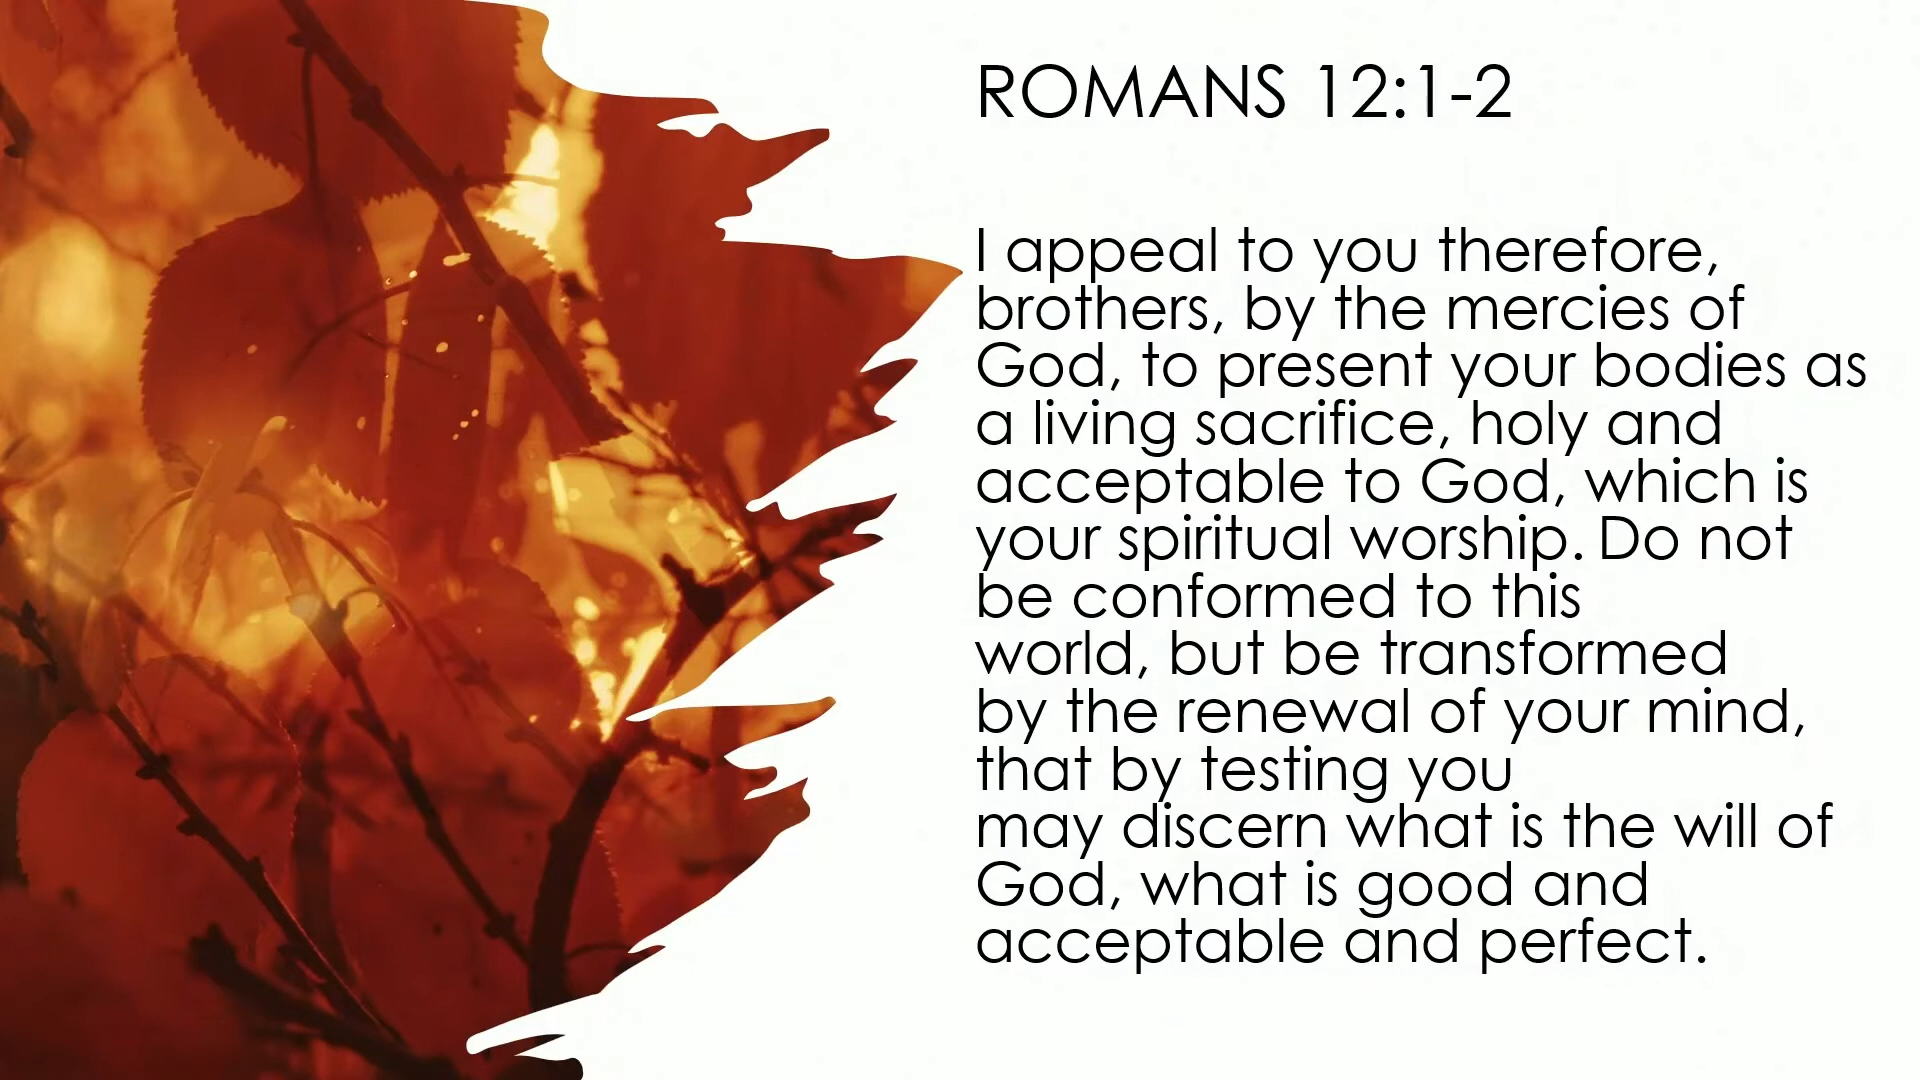 ROMANS 12:1-2
I appeal to you therefore,
brothers, by the mercies of
God, to present your bodies as
a living sacrifice, holy and
acceptable to God, which is
your spiritual worship. Do not
be conformed to this
world, but be transformed
by the renewal of your mind,
that by testing you
may discern what is the will of
God, what is good and
acceptable and perfect.